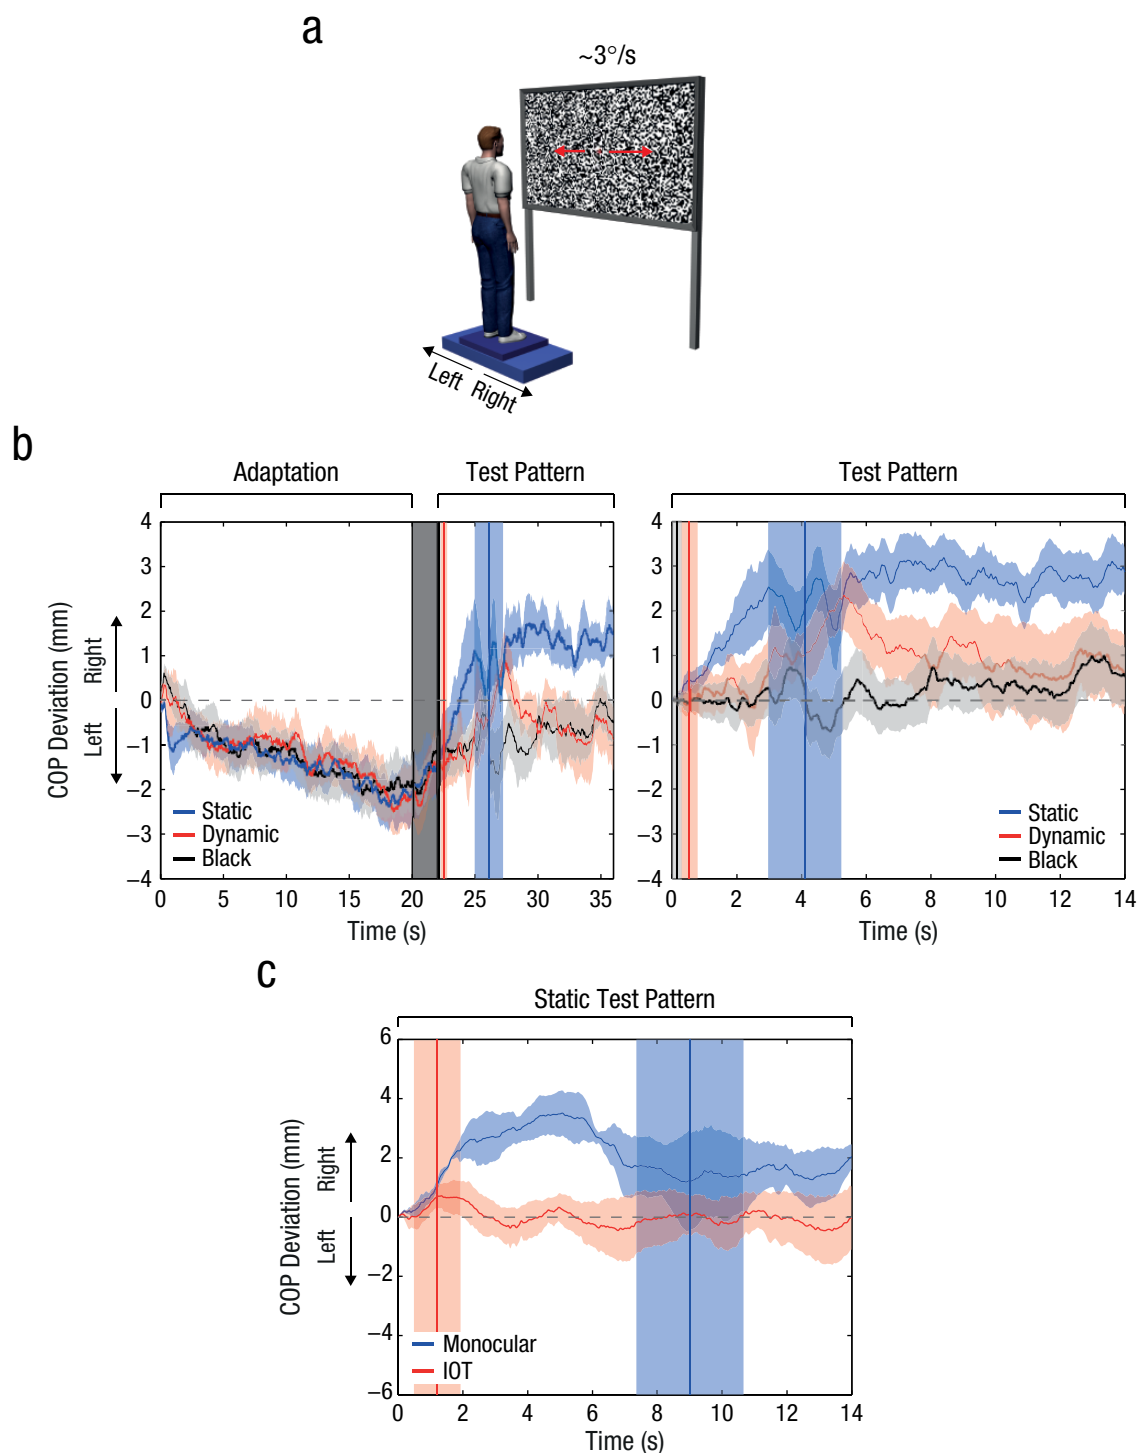 a
~3°/s
Left Right
b
Adaptation
Test Pattern
Test Pattern
COP Deviation (mm)
Left
Right
4
3
2
1
0
−1
−2
−3
−4
Static
Dynamic
Black
0 5 10 15 20 25 30 35
Time (s)
4
3
2
1
0
−1
−2
−3
−4
Static
Dynamic
Black
0 2 4 6 8 10 12 14
Time (s)
c
Static Test Pattern
COP Deviation (mm)
Left
Right
6
4
2
0
−2
−4
−6
Monocular
IOT
0 2 4 6 8 10 12 14
Time (s)